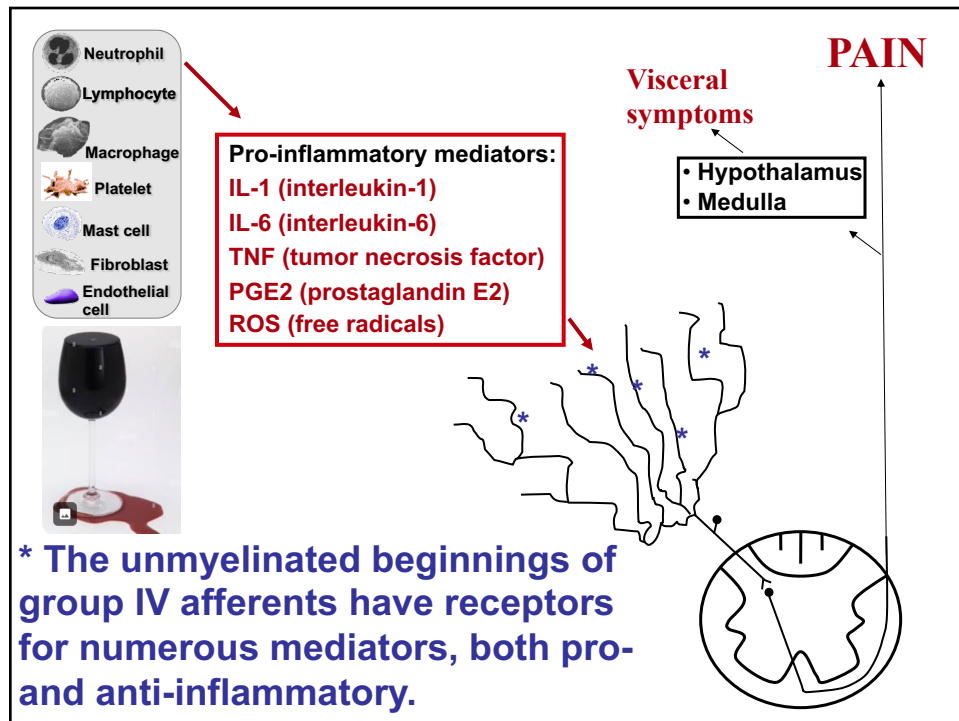 Neutrophil
Lymphocyte
Macrophage
Platelet
Mast cell
Fibroblast
Endothelial
cell
Pro-inflammatory mediators:
IL-1 (interleukin-1)
IL-6 (interleukin-6)
TNF (tumor necrosis factor)
PGE2 (prostaglandin E2)
ROS (free radicals)
PAIN
Visceral
symptoms
• Hypothalamus
• Medulla
*
*
*
*
*
* The unmyelinated beginnings of
group IV afferents have receptors
for numerous mediators, both pro-
and anti-inflammatory.